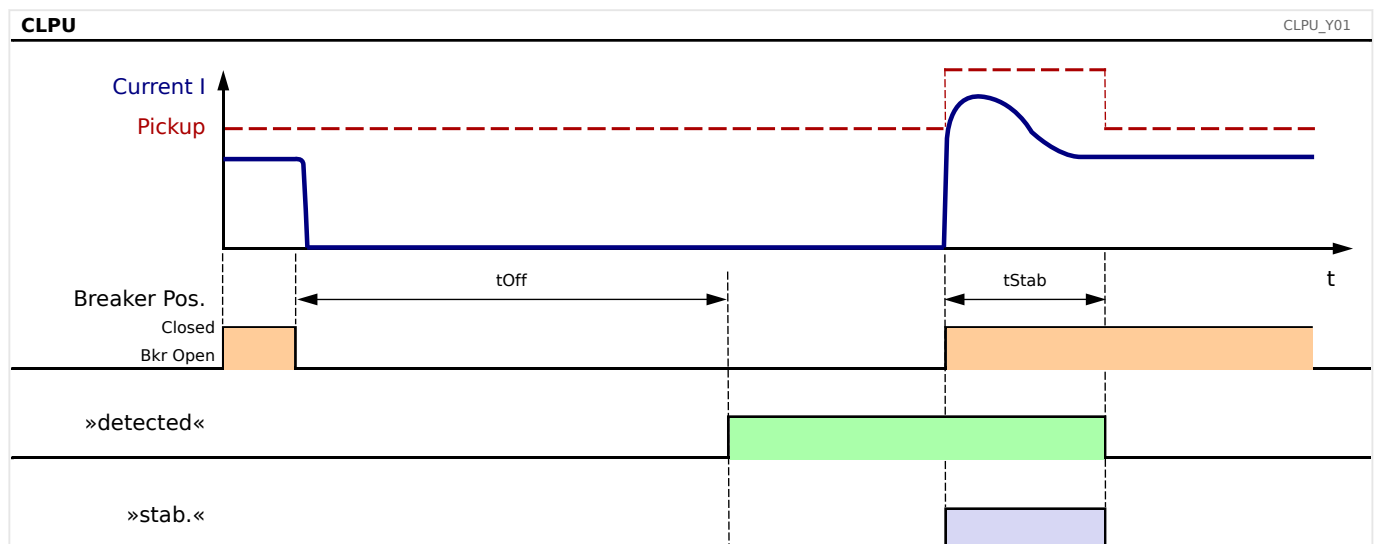 CLPU
CLPU_Y01
Current I
Pickup
tOff
tStab
t
Breaker Pos.
Closed
Bkr Open
»detected«
»stab.«